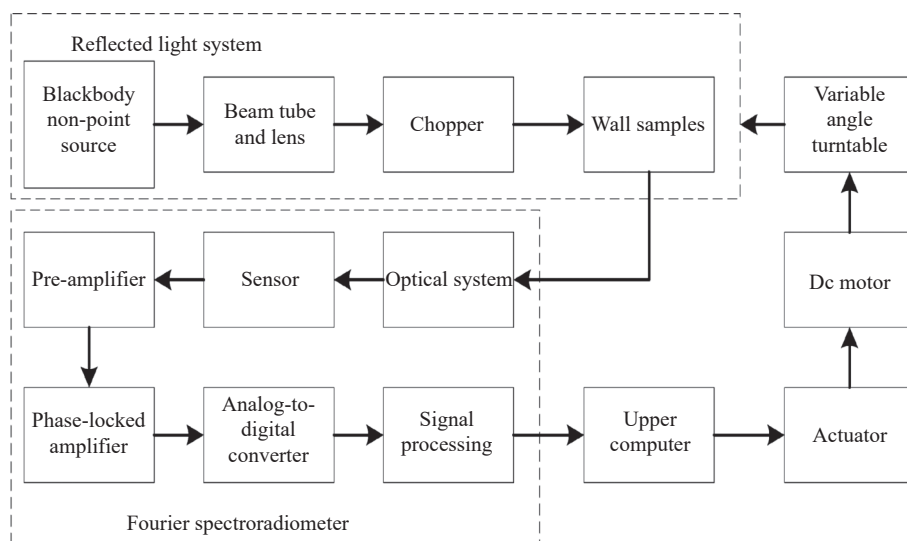 Reflected light system
Blackbody
non-point
source
Beam tube
and lens
Chopper
Wall samples
Variable
angle
turntable
Pre-amplifier
Sensor
Optical system
Dc motor
Phase-locked
amplifier
Analog-to-
digital
converter
Signal
processing
Upper
computer
Actuator
Fourier spectroradiometer